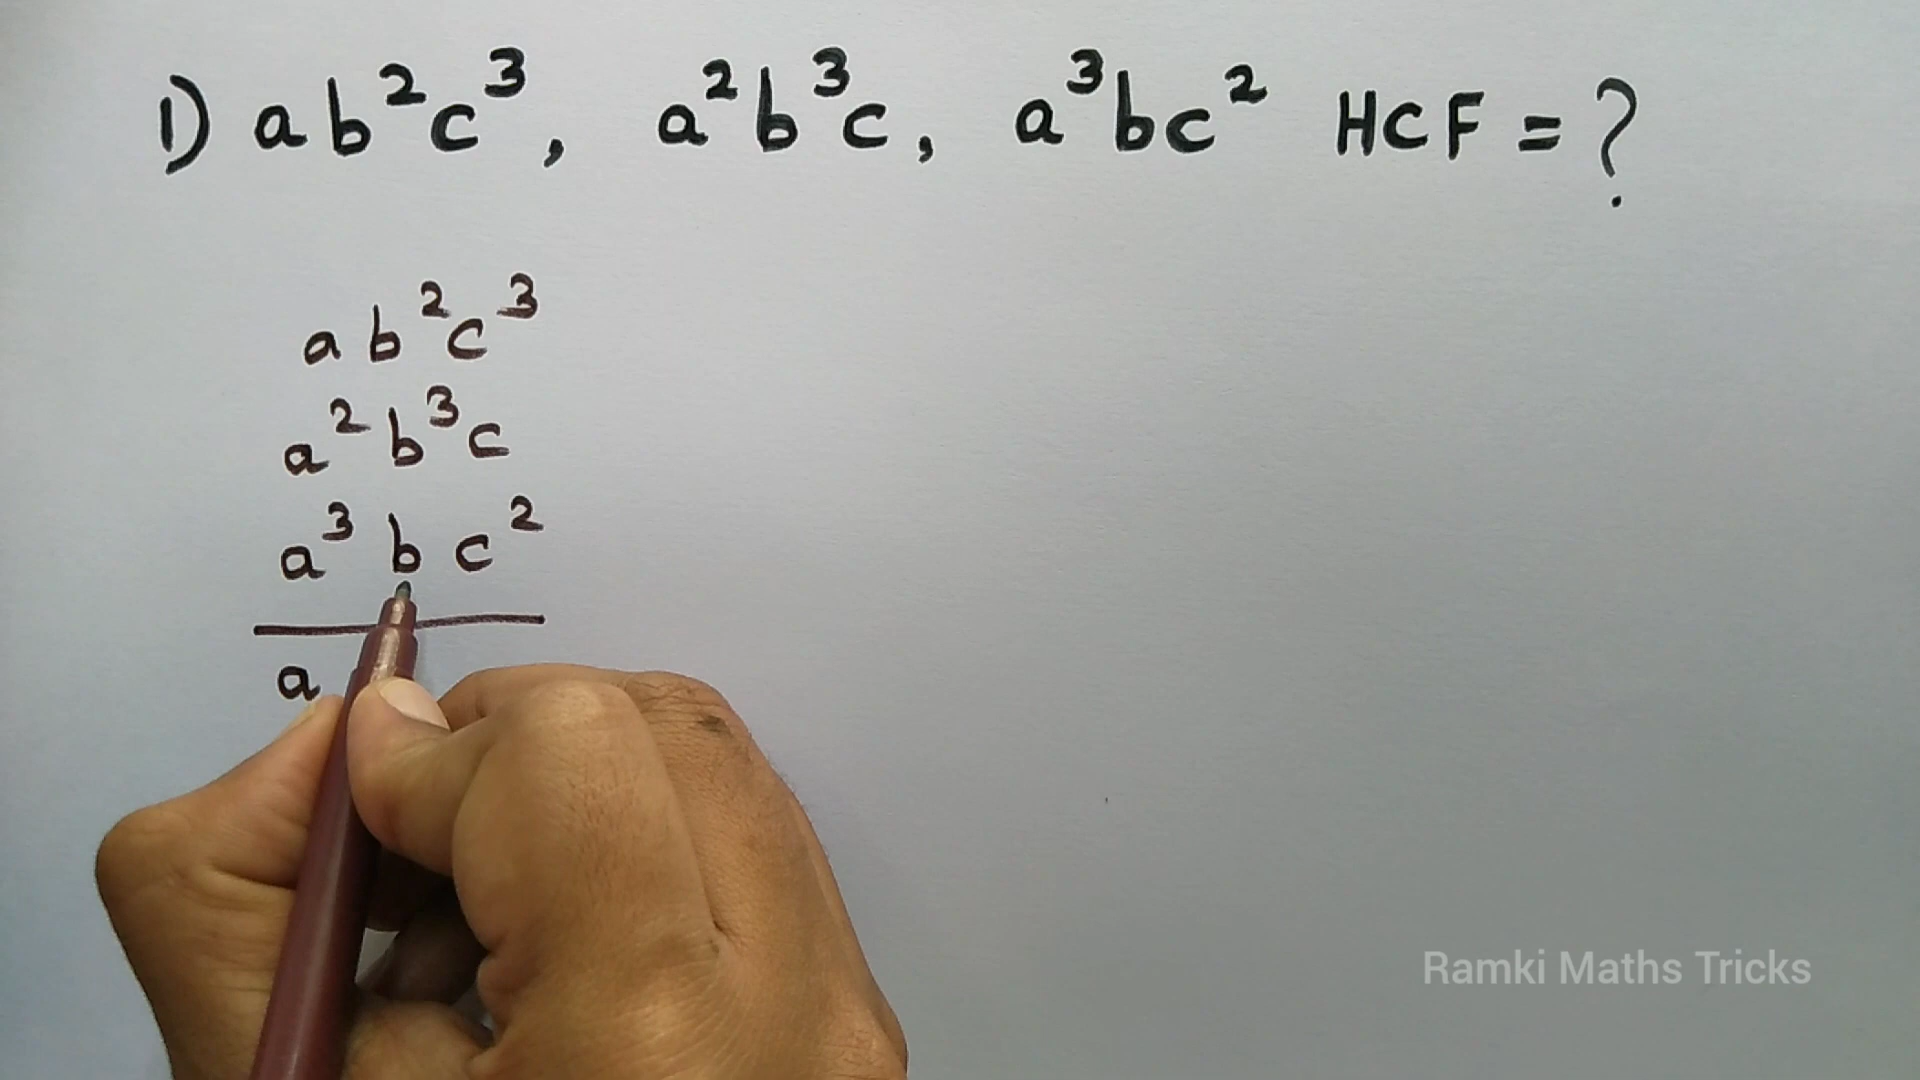 1) ab²c³, a²b³c, a³bc² HCF = ?
ab²c³
a²b³c
a³bc²
a
Ramki Maths Tricks